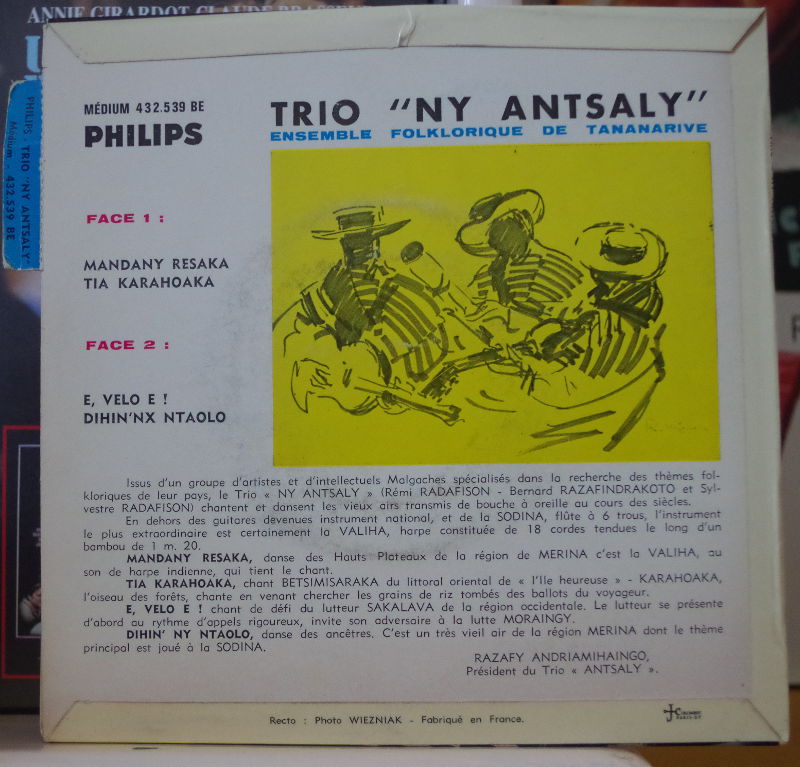 ANNIE GIRARDOT CLAUDE BRASSEU
PHILIPS : TRIO "NY ANTSALY"
Médium - 432.539 BE
MÉDIUM 432.539 BE
PHILIPS
TRIO "NY ANTSALY"
ENSEMBLE FOLKLORIQUE DE TANANARIVE
FACE 1 :
MANDANY RESAKA
TIA KARAHOAKA
FACE 2 :
E, VELO E !
DIHIN'NX NTAOLO
Issus d'un groupe d'artistes et d'intellectuels Malgaches spécialisés dans la recherche des thèmes fol-
kloriques de leur pays, le Trio « NY ANTSALY » (Rémi RADAFISON - Bernard RAZAFINDRAKOTO et Syl-
vestre RADAFISON) chantent et dansent les vieux airs transmis de bouche à oreille au cours des siècles.
En dehors des guitares devenues instrument national, et de la SODINA, flûte à 6 trous, l'instrument
le plus extraordinaire est certainement la VALIHA, harpe constituée de 18 cordes tendues le long d'un
bambou de 1 m. 20.
MANDANY RESAKA, danse des Hauts Plateaux de la région de MERINA c'est la VALIHA, au
son de harpe indienne, qui tient le chant.
TIA KARAHOAKA, chant BETSIMISARAKA du littoral oriental de « l'Ile heureuse » - KARAHOAKA,
l'oiseau des forêts, chante en venant chercher les grains de riz tombés des ballots du voyageur.
E, VELO E ! chant de défi du lutteur SAKALAVA de la région occidentale. Le lutteur se présente
d'abord au rythme d'appels rigoureux, invite son adversaire à la lutte MORAINGY.
DIHIN' NY NTAOLO, danse des ancêtres. C'est un très vieil air de la région MERINA dont le thème
principal est joué à la SODINA.
RAZAFY ANDRIAMIHAINGO,
Président du Trio « ANTSALY ».
Recto : Photo WIEZNIAK - Fabriqué en France.